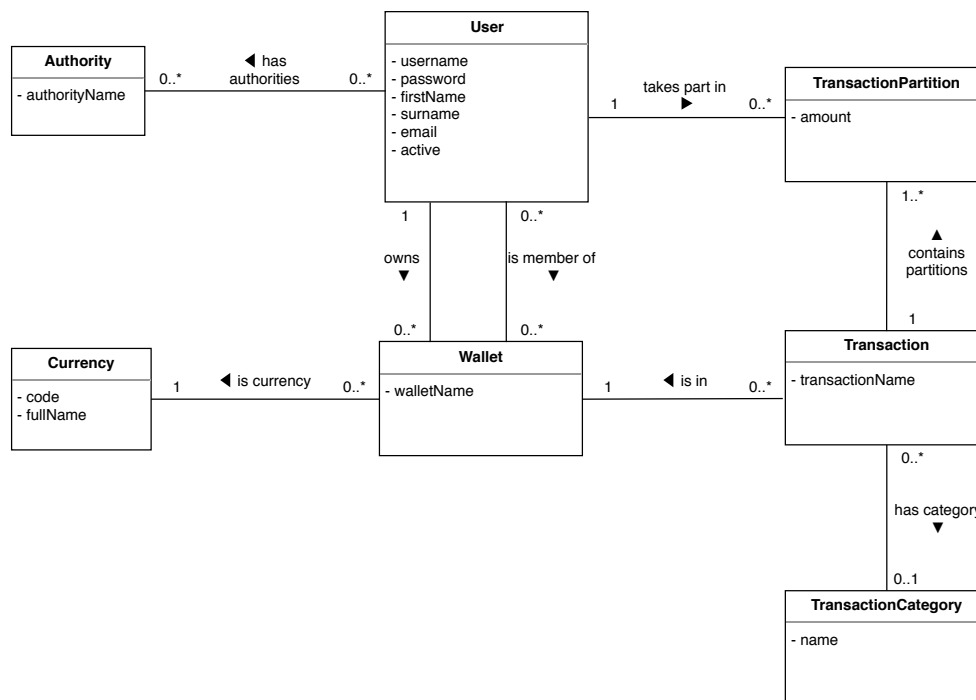 User
- username
- password
- firstName
- surname
- email
- active
Authority
- authorityName
0..*
◀ has
authorities
0..*
1
takes part in
▶
0..*
TransactionPartition
- amount
1
owns
▼
0..*
0..*
is member of
▼
0..*
1..*
▲
contains
partitions
1
Currency
- code
- fullName
1
◀ is currency
0..*
Wallet
- walletName
1
◀ is in
0..*
Transaction
- transactionName
0..*
has category
▼
0..1
TransactionCategory
- name